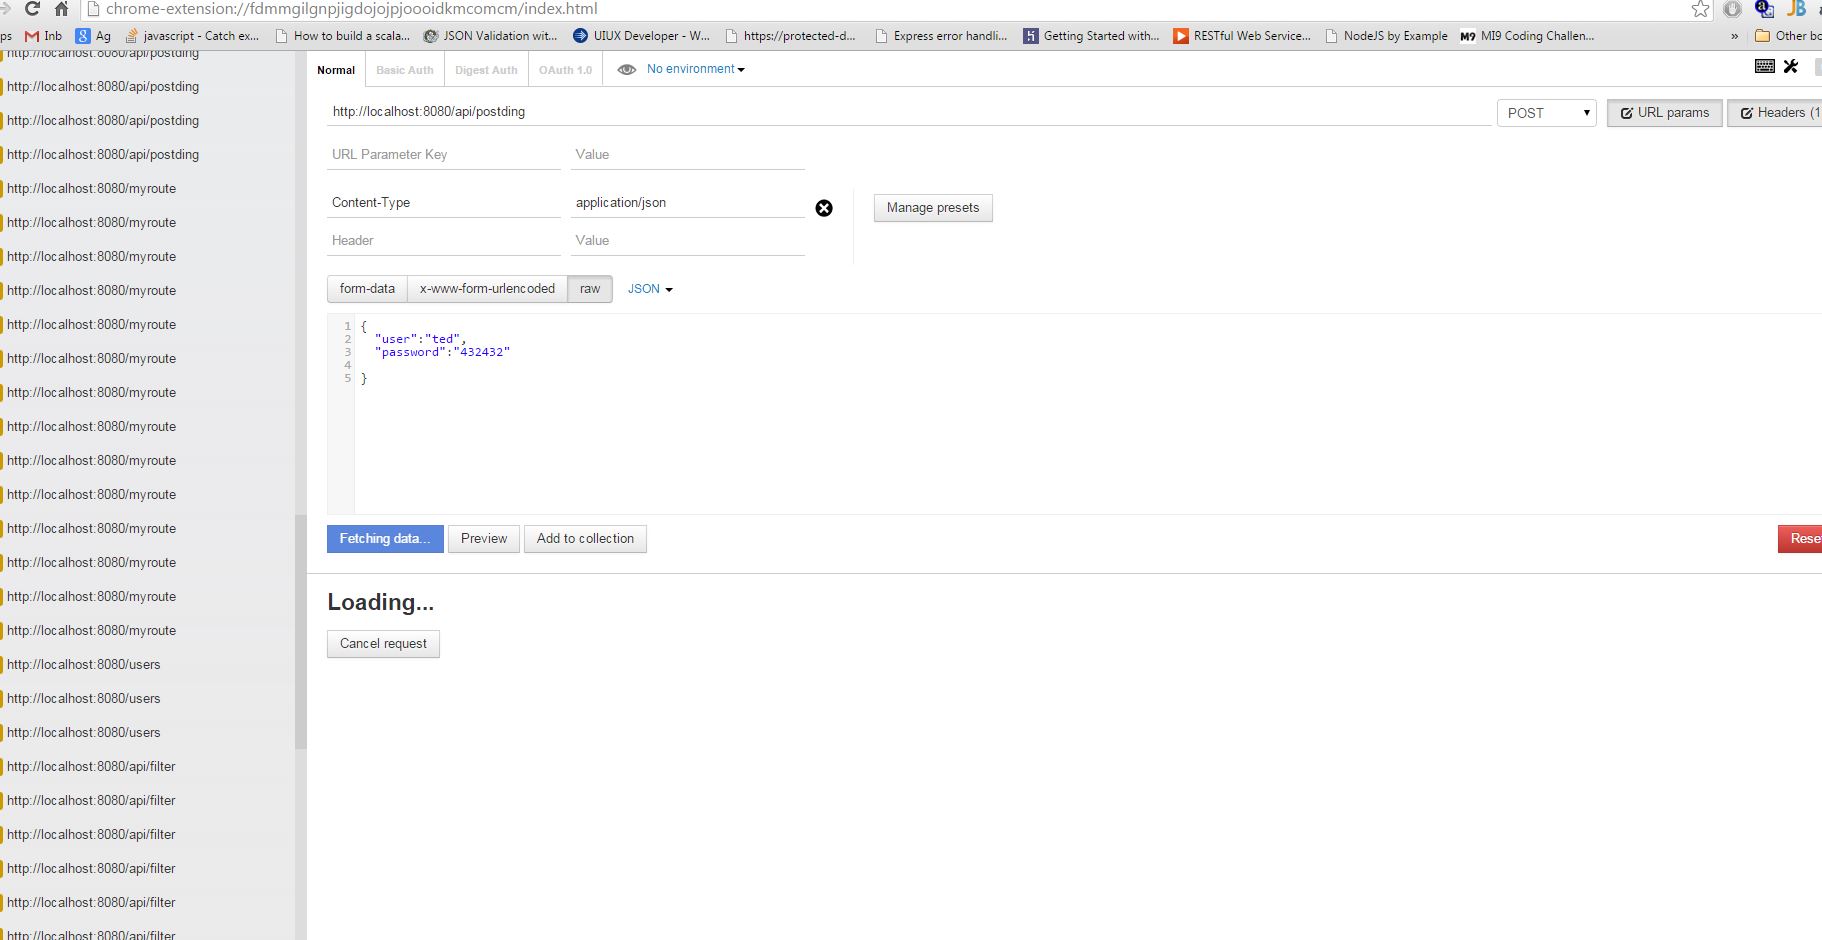 chrome-extension://fdmmgilgnpjigdojojpjoooidkmcomcm/index.html
ps Inb Ag javascript - Catch ex... How to build a scala... JSON Validation wit... UIUX Developer - W... https://protected-d... Express error handli... Getting Started with... RESTful Web Service... NodeJS by Example M9 MI9 Coding Challen... » Other bo
http://localhost:8080/api/postding
http://localhost:8080/api/postding
http://localhost:8080/api/postding
http://localhost:8080/api/postding
http://localhost:8080/myroute
http://localhost:8080/myroute
http://localhost:8080/myroute
http://localhost:8080/myroute
http://localhost:8080/myroute
http://localhost:8080/myroute
http://localhost:8080/myroute
http://localhost:8080/myroute
http://localhost:8080/myroute
http://localhost:8080/myroute
http://localhost:8080/myroute
http://localhost:8080/myroute
http://localhost:8080/myroute
http://localhost:8080/myroute
http://localhost:8080/users
http://localhost:8080/users
http://localhost:8080/users
http://localhost:8080/api/filter
http://localhost:8080/api/filter
http://localhost:8080/api/filter
http://localhost:8080/api/filter
http://localhost:8080/api/filter
http://localhost:8080/api/filter
Normal Basic Auth Digest Auth OAuth 1.0 No environment
http://localhost:8080/api/postding POST URL params Headers (1
URL Parameter Key Value
Content-Type application/json Manage presets
Header Value
form-data x-www-form-urlencoded raw JSON
1 {
2 "user":"ted",
3 "password":"432432"
4
5 }
Fetching data... Preview Add to collection Rese
Loading...
Cancel request